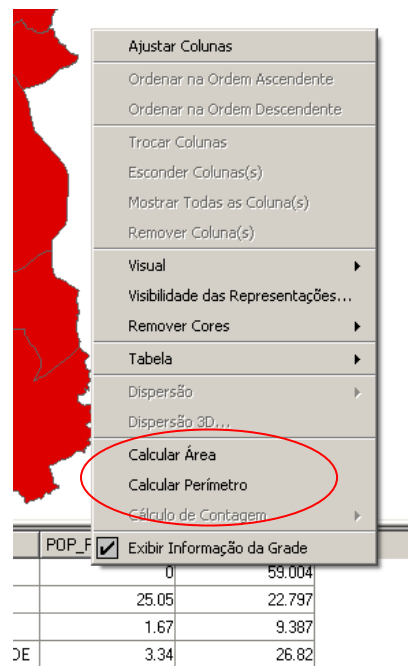 Ajustar Colunas
Ordenar na Ordem Ascendente
Ordenar na Ordem Descendente
Trocar Colunas
Esconder Colunas(s)
Mostrar Todas as Coluna(s)
Remover Coluna(s)
Visual
Visibilidade das Representações...
Remover Cores
Tabela
Dispersão
Dispersão 3D...
Calcular Área
Calcular Perímetro
Cálculo de Contagem
POP_F
Exibir Informação da Grade
0 59.004
25.05 22.797
1.67 9.387
DE 3.34 26.82